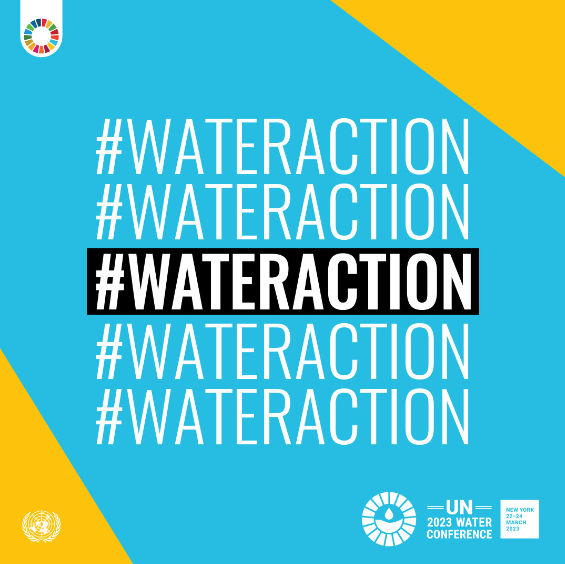 #WATERACTION
#WATERACTION
#WATERACTION
#WATERACTION
#WATERACTION
UN
2023 WATER
CONFERENCE
NEW YORK
22–24
MARCH
2023